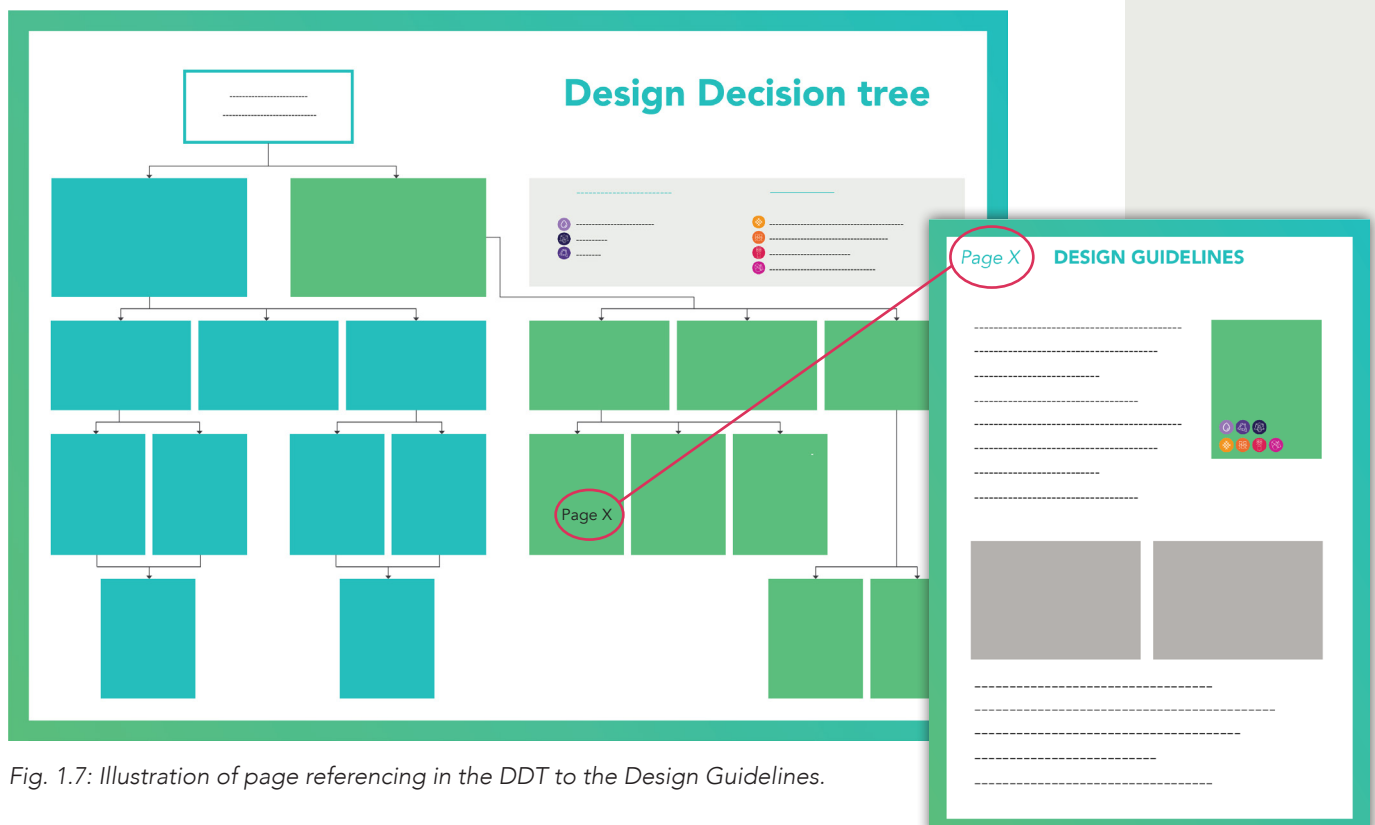 Design Decision tree
Page X
DESIGN GUIDELINES
Page X
Fig. 1.7: Illustration of page referencing in the DDT to the Design Guidelines.